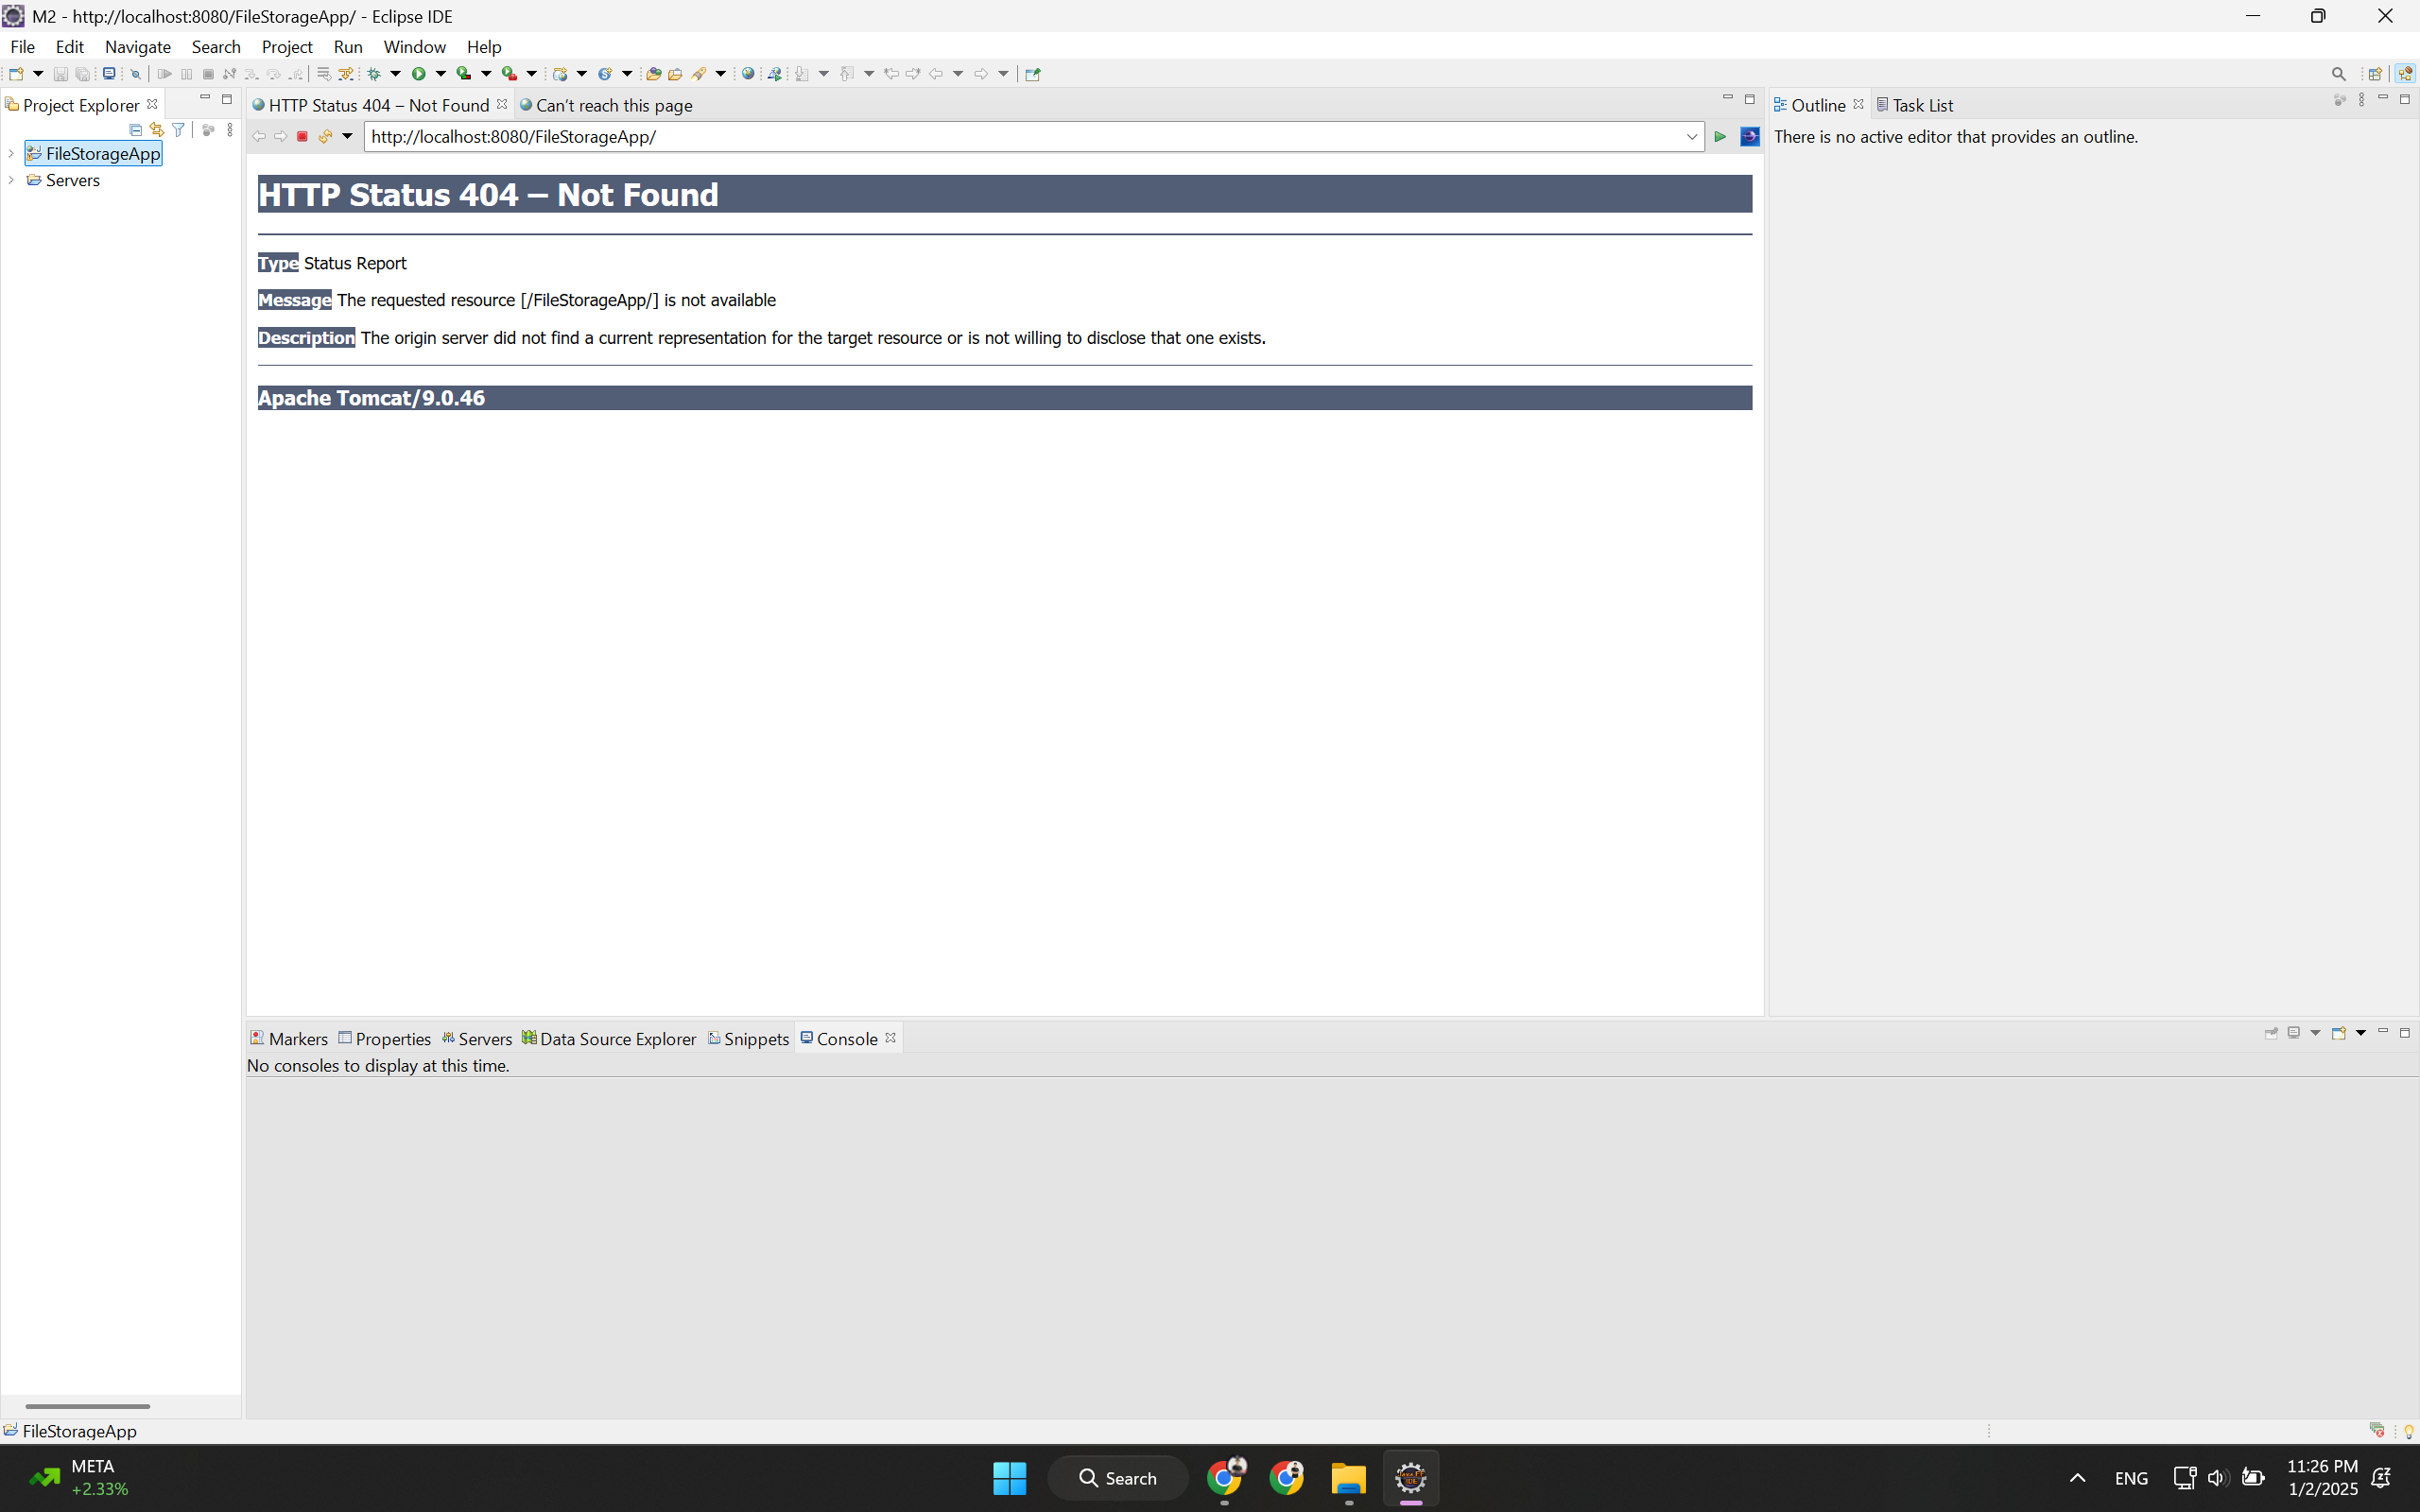 M2 - http://localhost:8080/FileStorageApp/ - Eclipse IDE
File Edit Navigate Search Project Run Window Help
Project Explorer
HTTP Status 404 – Not Found Can't reach this page
Outline Task List
http://localhost:8080/FileStorageApp/
There is no active editor that provides an outline.
FileStorageApp
Servers
HTTP Status 404 – Not Found
Type Status Report
Message The requested resource [/FileStorageApp/] is not available
Description The origin server did not find a current representation for the target resource or is not willing to disclose that one exists.
Apache Tomcat/9.0.46
Markers Properties Servers Data Source Explorer Snippets Console
No consoles to display at this time.
FileStorageApp
META
+2.33%
Search
ENG
11:26 PM
1/2/2025